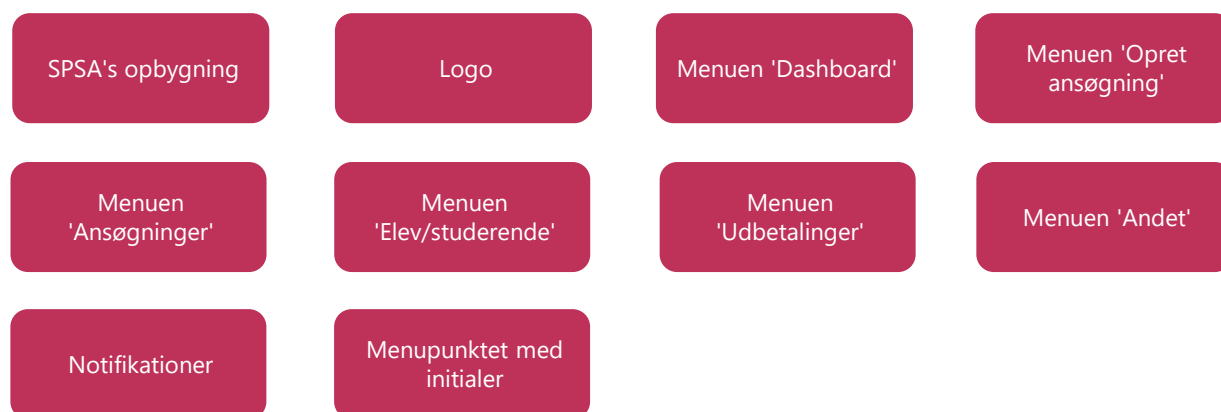 SPSA's opbygning
Logo
Menuen 'Dashboard'
Menuen 'Opret
ansøgning'
Menuen
'Ansøgninger'
Menuen
'Elev/studerende'
Menuen
'Udbetalinger'
Menuen 'Andet'
Notifikationer
Menupunktet med
initialer